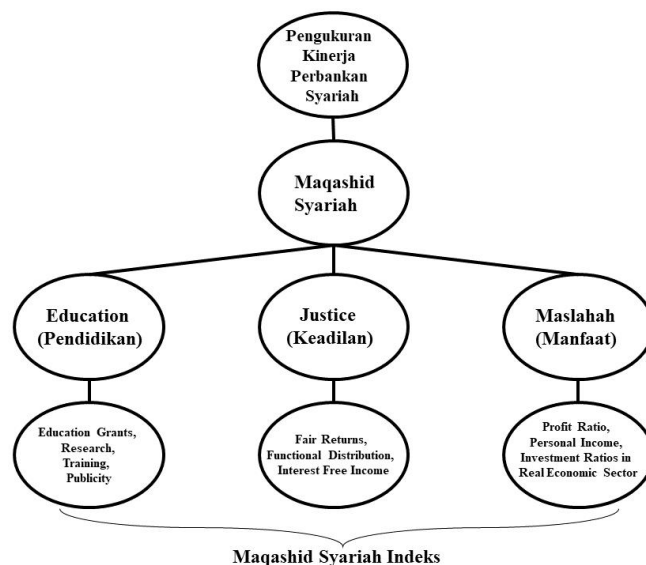 Pengukuran
Kinerja
Perbankan
Syariah
Maqashid
Syariah
Education
(Pendidikan)
Justice
(Keadilan)
Maslahah
(Manfaat)
Education Grants,
Research,
Training,
Publicity
Fair Returns,
Functional Distribution,
Interest Free Income
Profit Ratio,
Personal Income,
Investment Ratios in
Real Economic Sector
Maqashid Syariah Indeks